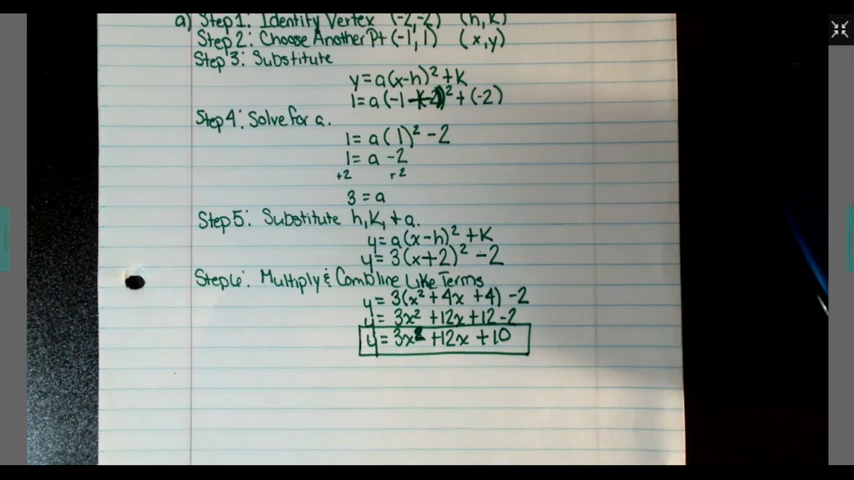 a) Step 1: Identity Vertex (-2,-2) (h,k)
Step 2: Choose Another Pt (-1,1) (x,y)
Step 3: Substitute
y=a(x-h)²+k
1=a(-1 -(-2))²+(-2)
Step 4: Solve for a.
1=a(1)²-2
1=a-2
+2 +2
3=a
Step 5: Substitute h, k, + a.
y=a(x-h)²+k
y=3(x+2)²-2
Step 6: Multiply & Combline Like Terms
y=3(x²+4x+4)-2
y=3x²+12x+12-2
y=3x²+12x+10